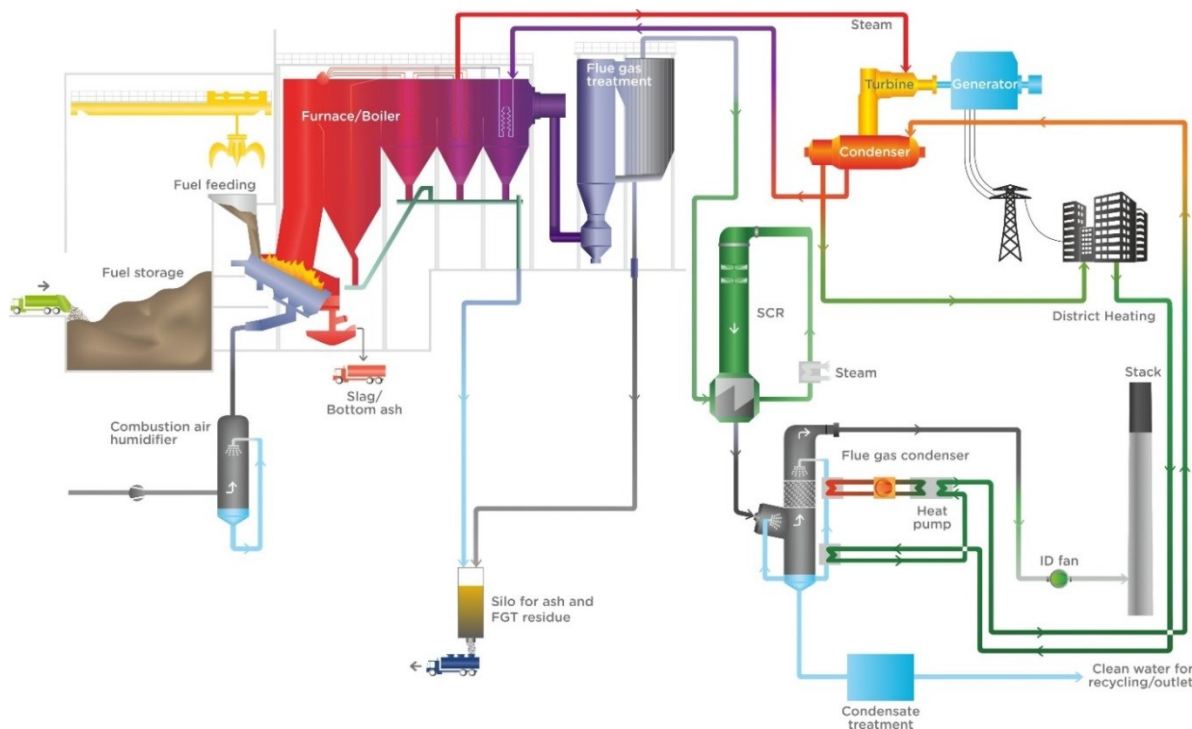 Steam
Flue gas
treatment
Turbine
Generator
Furnace/Boiler
Condenser
Fuel feeding
Fuel storage
SCR
District Heating
Steam
Stack
Slag/
Bottom ash
Combustion air
humidifier
Flue gas condenser
Heat
pump
ID fan
Silo for ash and
FGT residue
Clean water for
recycling/outlet
Condensate
treatment